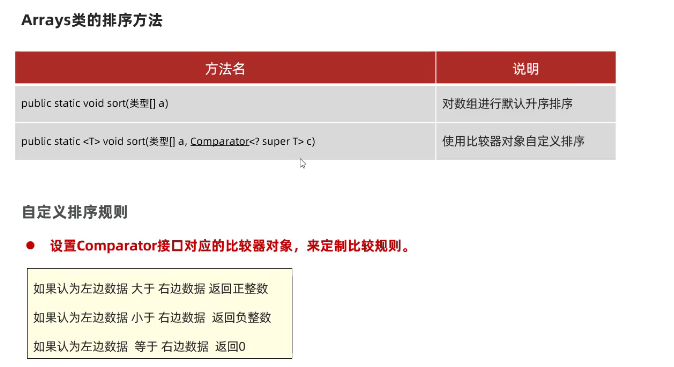 Arrays类的排序方法
方法名 说明
public static void sort(类型[] a) 对数组进行默认升序排序
public static <T> void sort(类型[] a, Comparator<? super T> c) 使用比较器对象自定义排序
自定义排序规则
● 设置Comparator接口对应的比较器对象，来定制比较规则。
如果认为左边数据 大于 右边数据 返回正整数
如果认为左边数据 小于 右边数据 返回负整数
如果认为左边数据 等于 右边数据 返回0